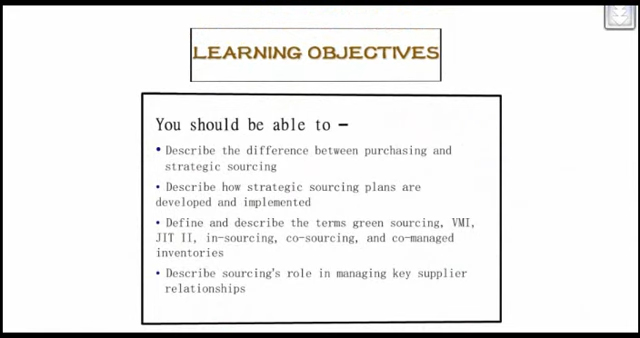 LEARNING OBJECTIVES
You should be able to –
• Describe the difference between purchasing and
strategic sourcing
• Describe how strategic sourcing plans are
developed and implemented
• Define and describe the terms green sourcing, VMI,
JIT II, in-sourcing, co-sourcing, and co-managed
inventories
• Describe sourcing's role in managing key supplier
relationships